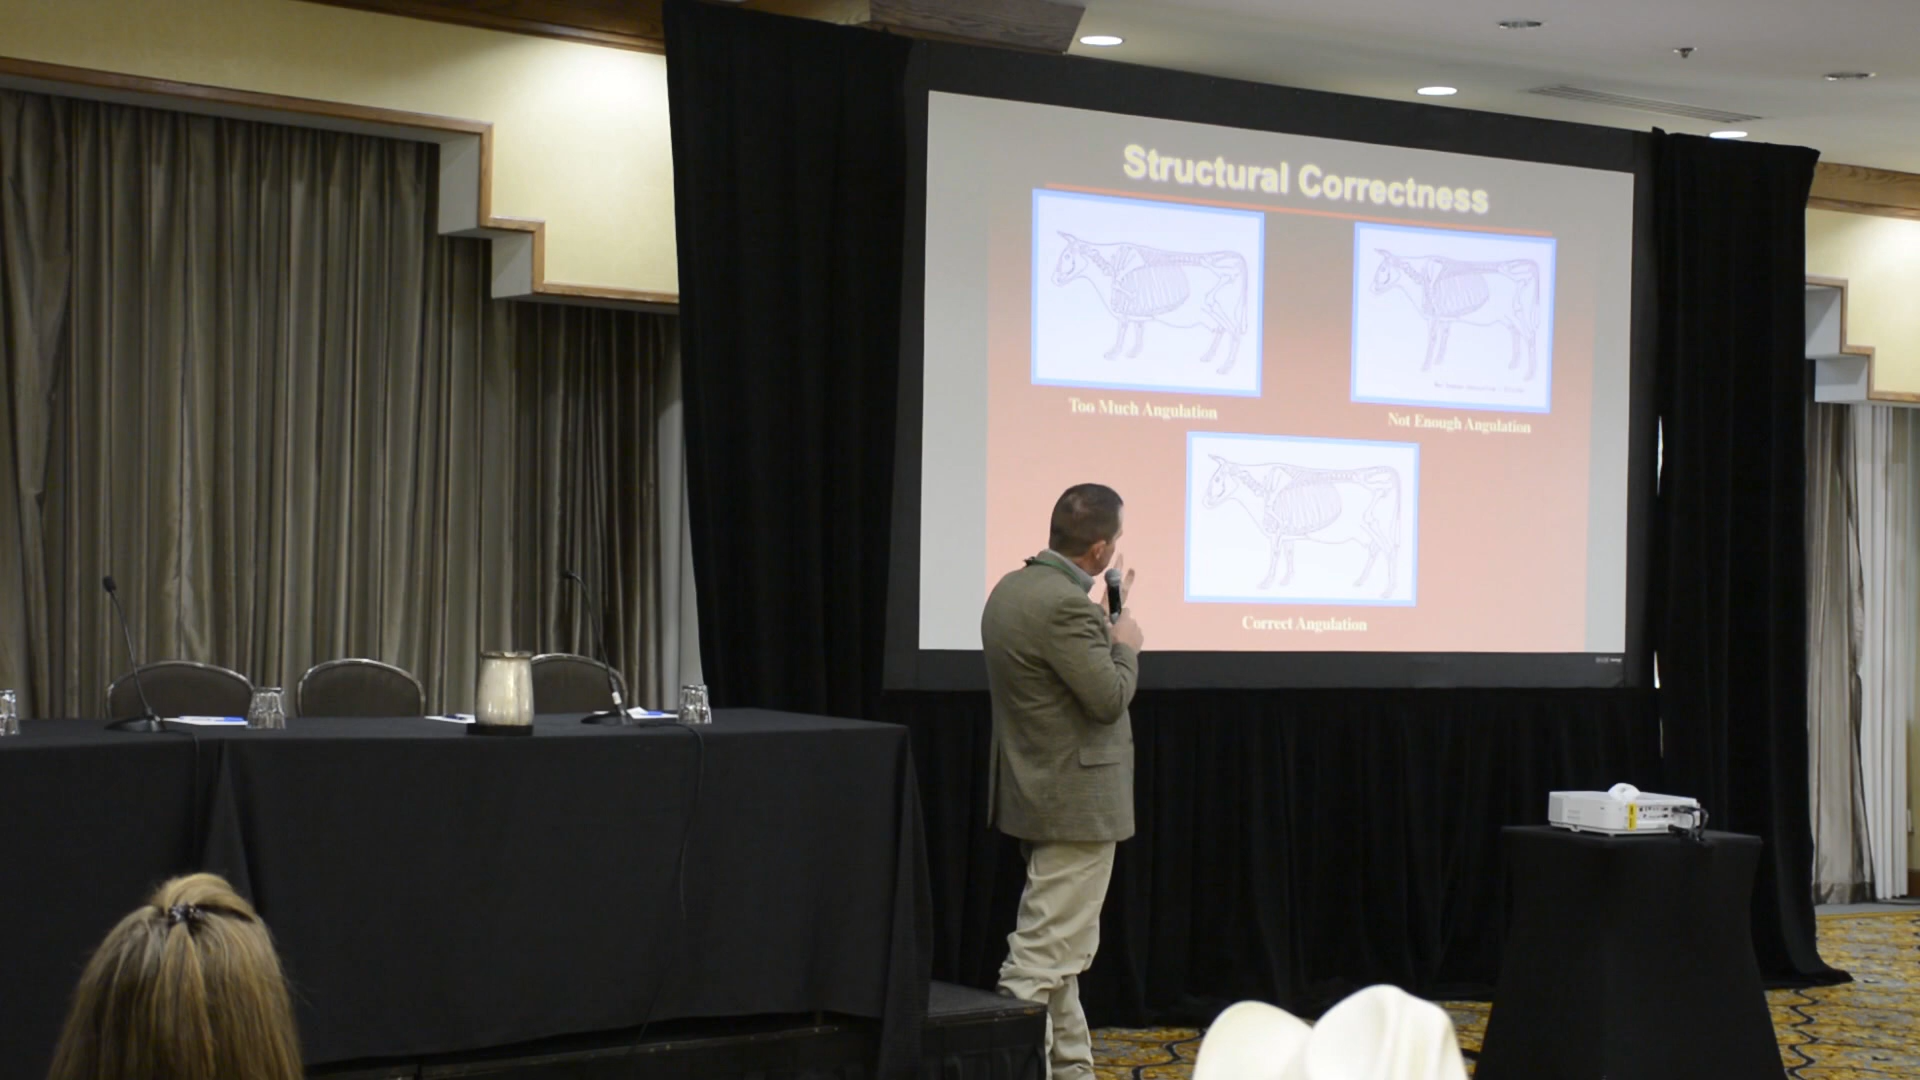 Structural Correctness
Too Much Angulation
Not Enough Angulation
Correct Angulation